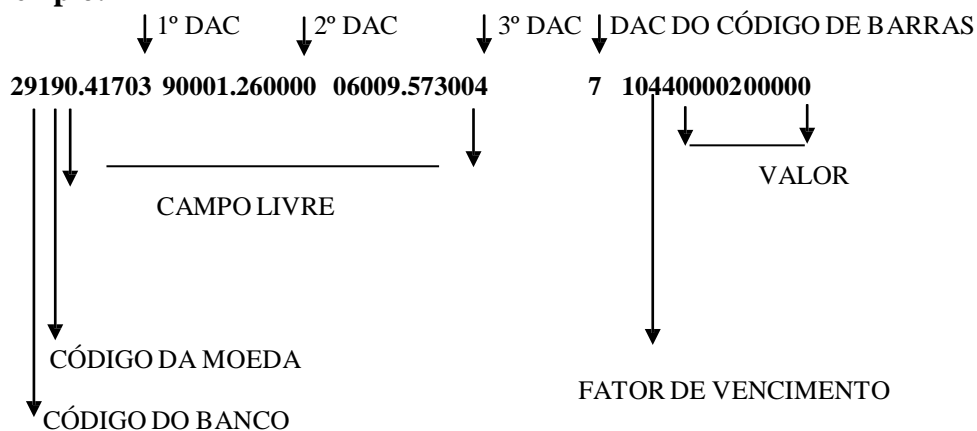 1º DAC 2º DAC 3º DAC DAC DO CÓDIGO DE BARRAS
29190.41703 90001.260000 06009.573004 7 10440000200000
VALOR
CAMPO LIVRE
CÓDIGO DA MOEDA
FATOR DE VENCIMENTO
CÓDIGO DO BANCO